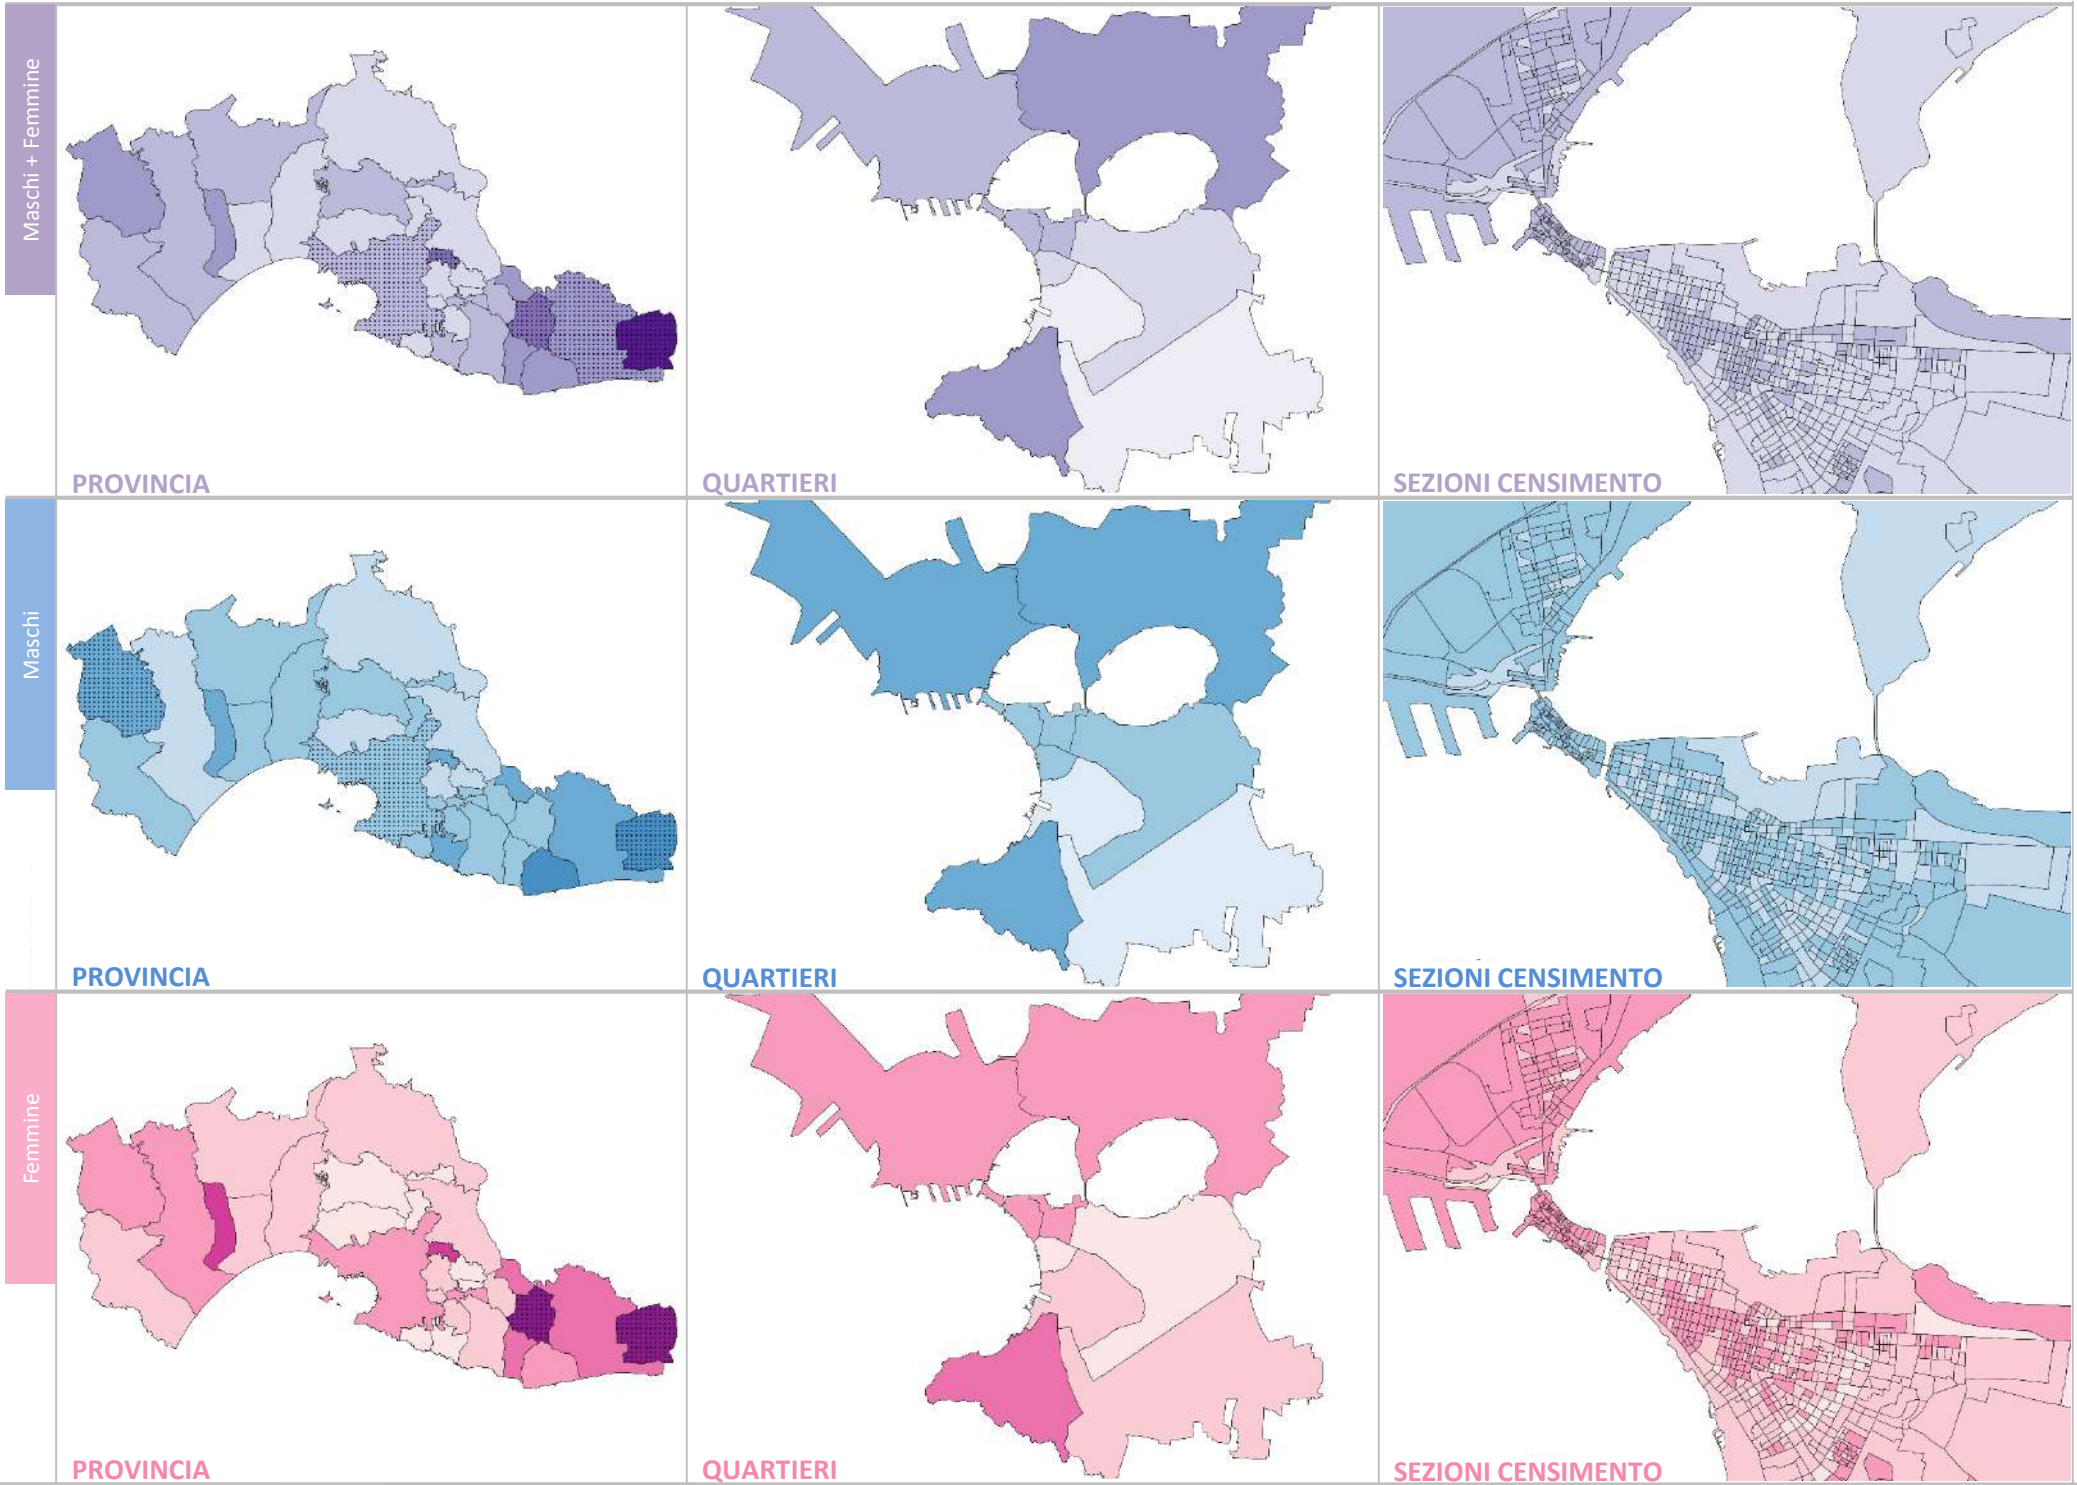 Maschi + Femmine
PROVINCIA
QUARTIERI
SEZIONI CENSIMENTO
Maschi
PROVINCIA
QUARTIERI
SEZIONI CENSIMENTO
Femmine
PROVINCIA
QUARTIERI
SEZIONI CENSIMENTO